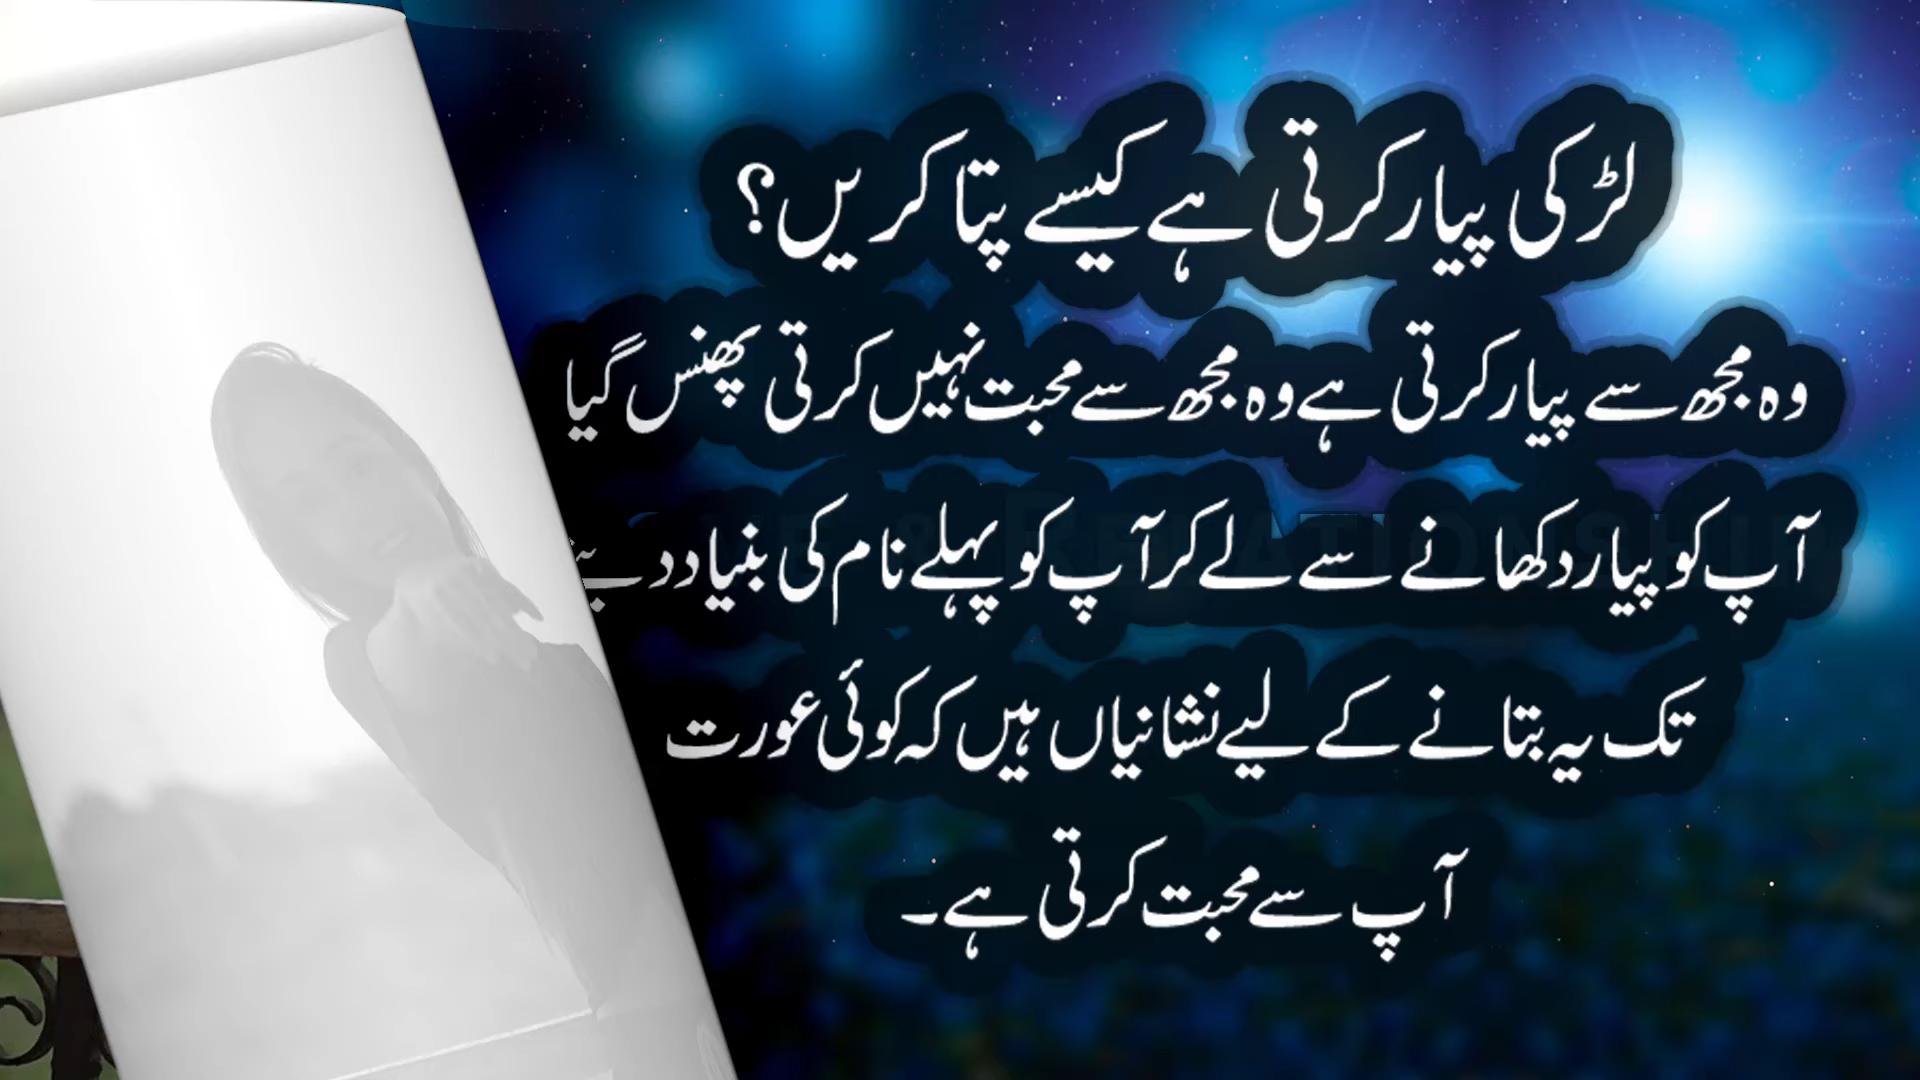 لڑکی پیار کرتی ہے کیسے پتا کریں؟
وہ مجھ سے پیار کرتی ہے وہ مجھ سے محبت نہیں کرتی پھنس گیا
آپ کو پیار دکھانے سے لے کر آپ کو پہلے نام کی بنیاد
تک یہ بتانے کے لیے نشانیاں ہیں کہ کوئی عورت
آپ سے محبت کرتی ہے۔